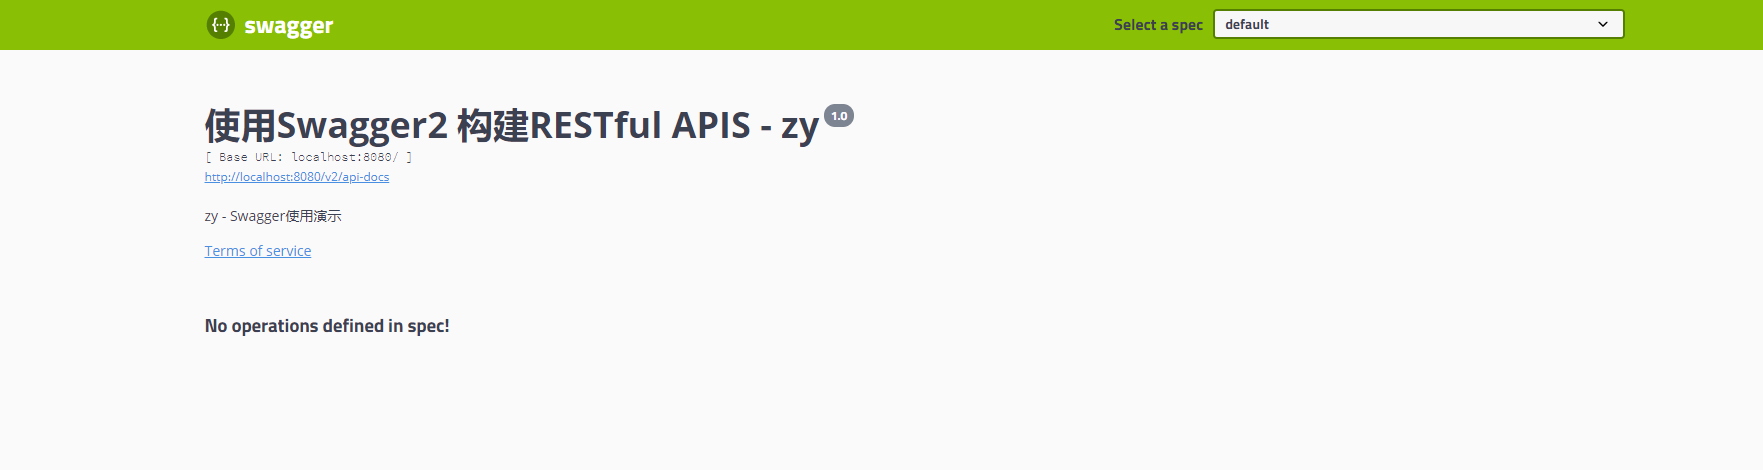 swagger
Select a spec
default
使用Swagger2 构建RESTful APIS - zy 1.0
[ Base URL: localhost:8080/ ]
http://localhost:8080/v2/api-docs
zy - Swagger使用演示
Terms of service
No operations defined in spec!